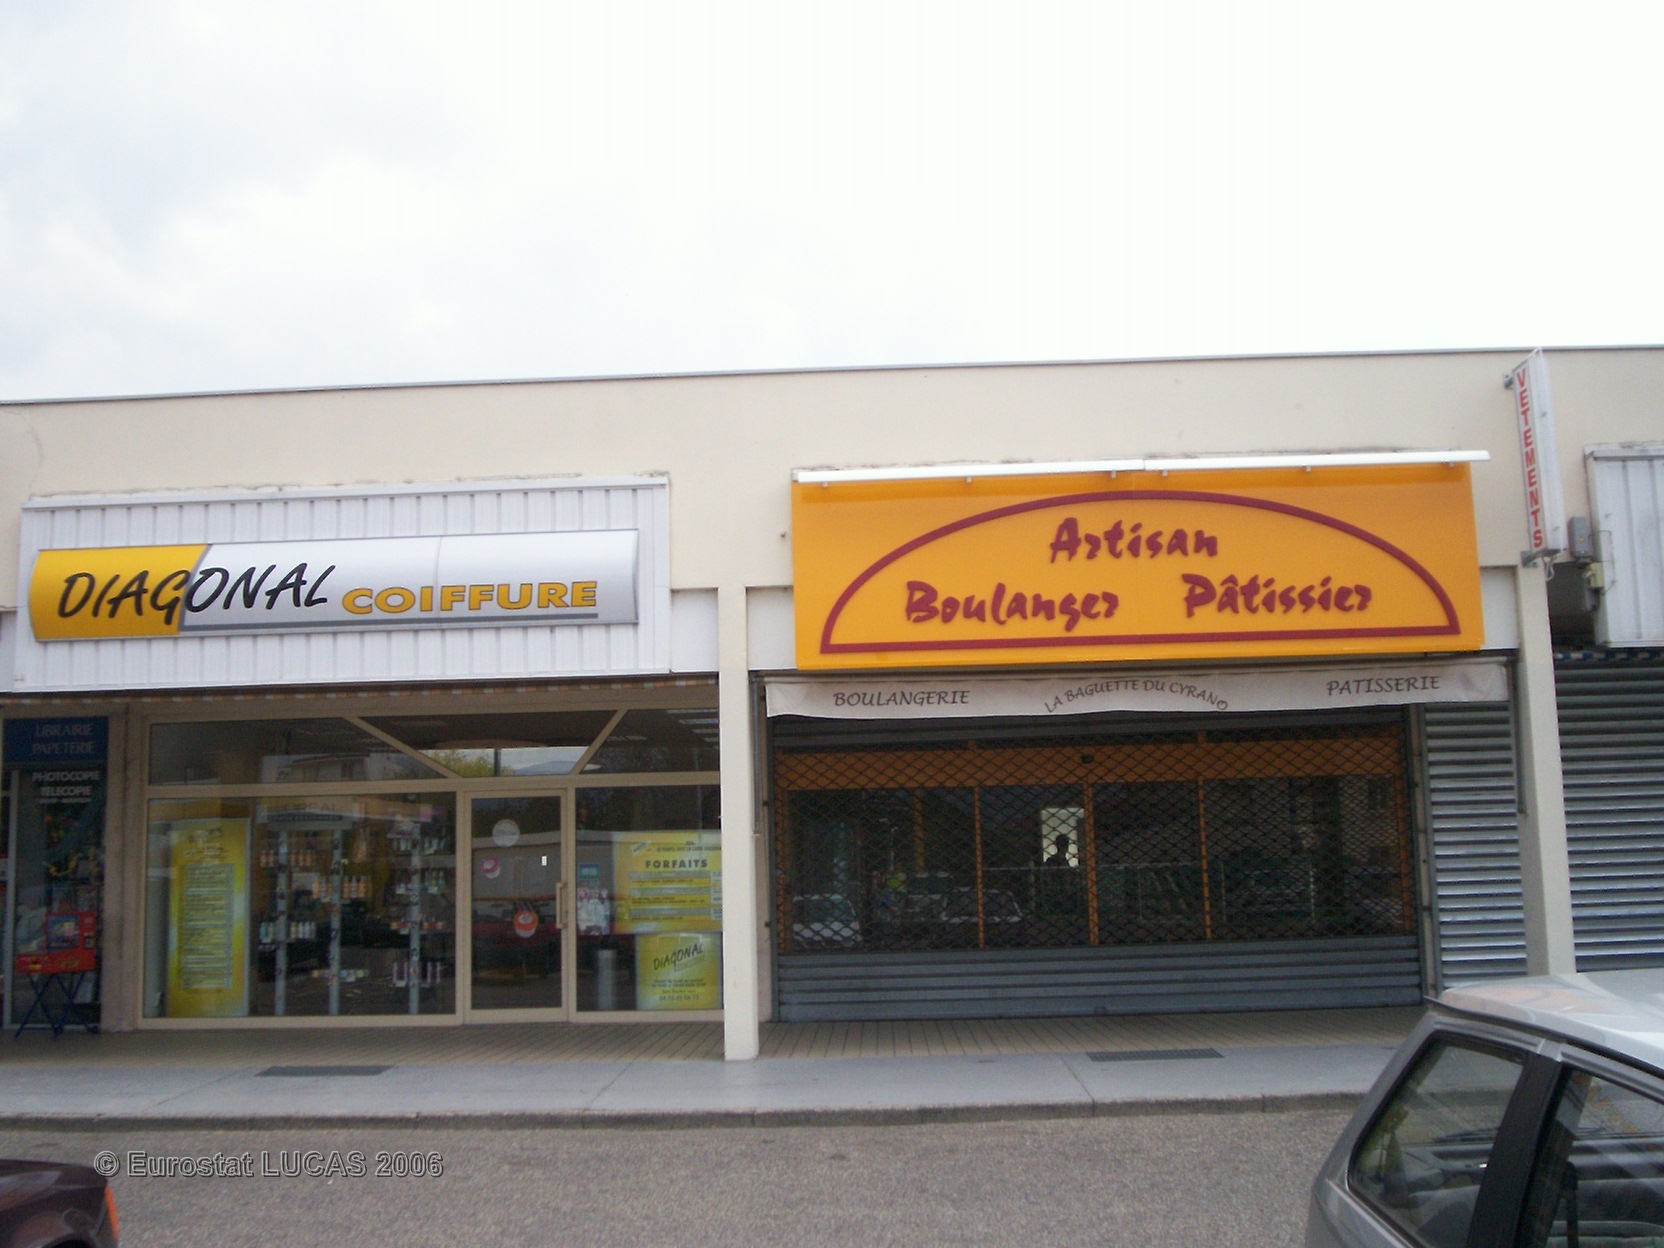 VETEMENTS
Artisan
Boulanger Pâtissier
DIAGONAL COIFFURE
BOULANGERIE LA BAGUETTE DU CYRANO PATISSERIE
LIBRAIRIE
PAPETERIE
PHOTOCOPIE
TELECOPIE
FORFAITS
DIAGONAL
© Eurostat LUCAS 2006